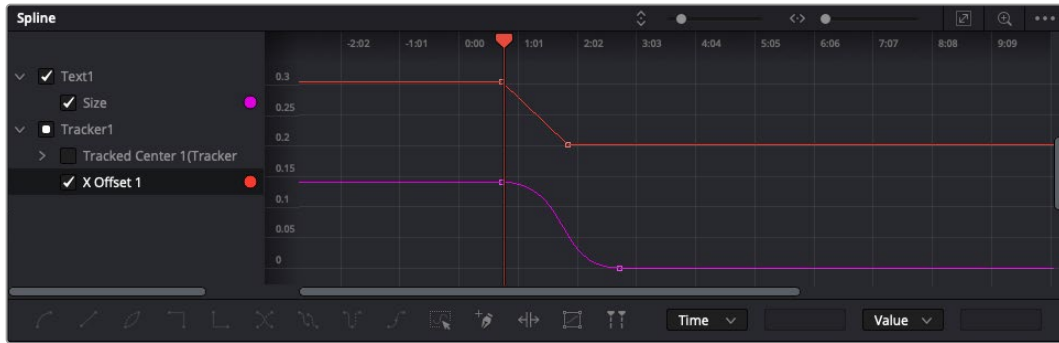 Spline
-2:02 -1:01 0:00 1:01 2:02 3:03 4:04 5:05 6:06 7:07 8:08 9:09
Text1
Size
Tracker1
Tracked Center 1(Tracker
X Offset 1
0.3
0.25
0.2
0.15
0.1
0.05
0
Time
Value